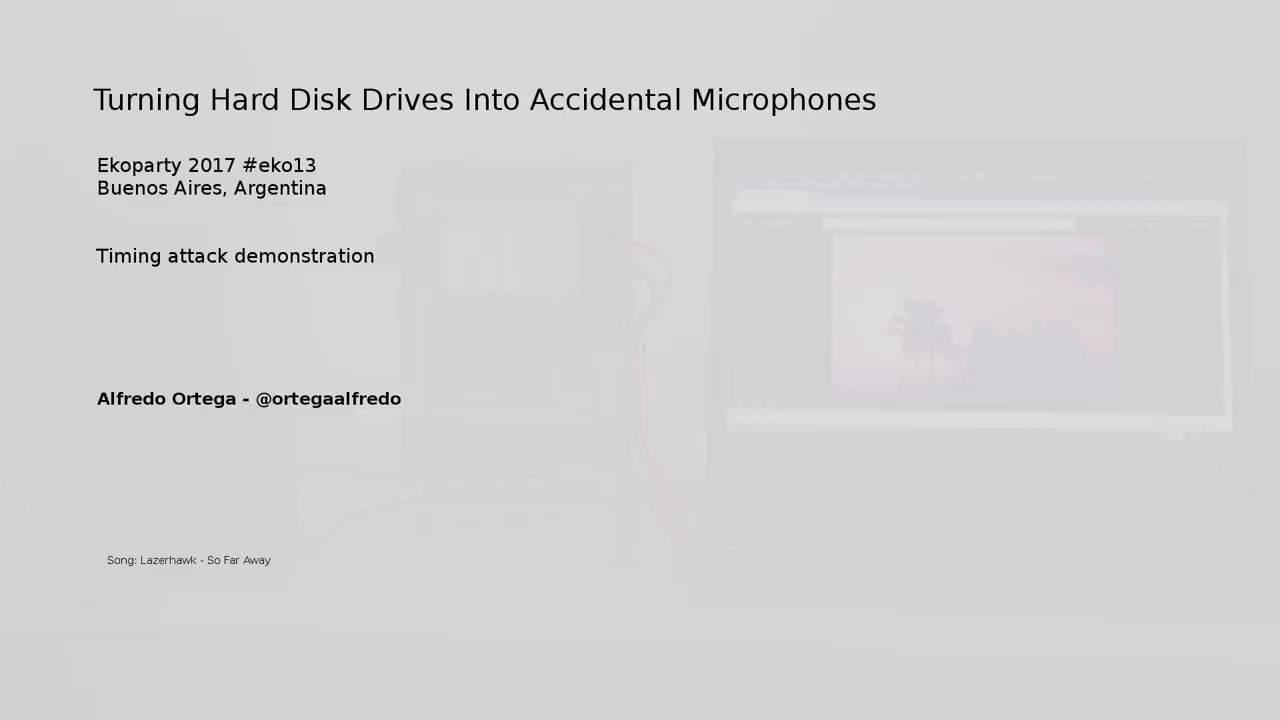 Turning Hard Disk Drives Into Accidental Microphones
Ekoparty 2017 #eko13
Buenos Aires, Argentina
Timing attack demonstration
Alfredo Ortega - @ortegaalfredo
Song: Lazerhawk - So Far Away